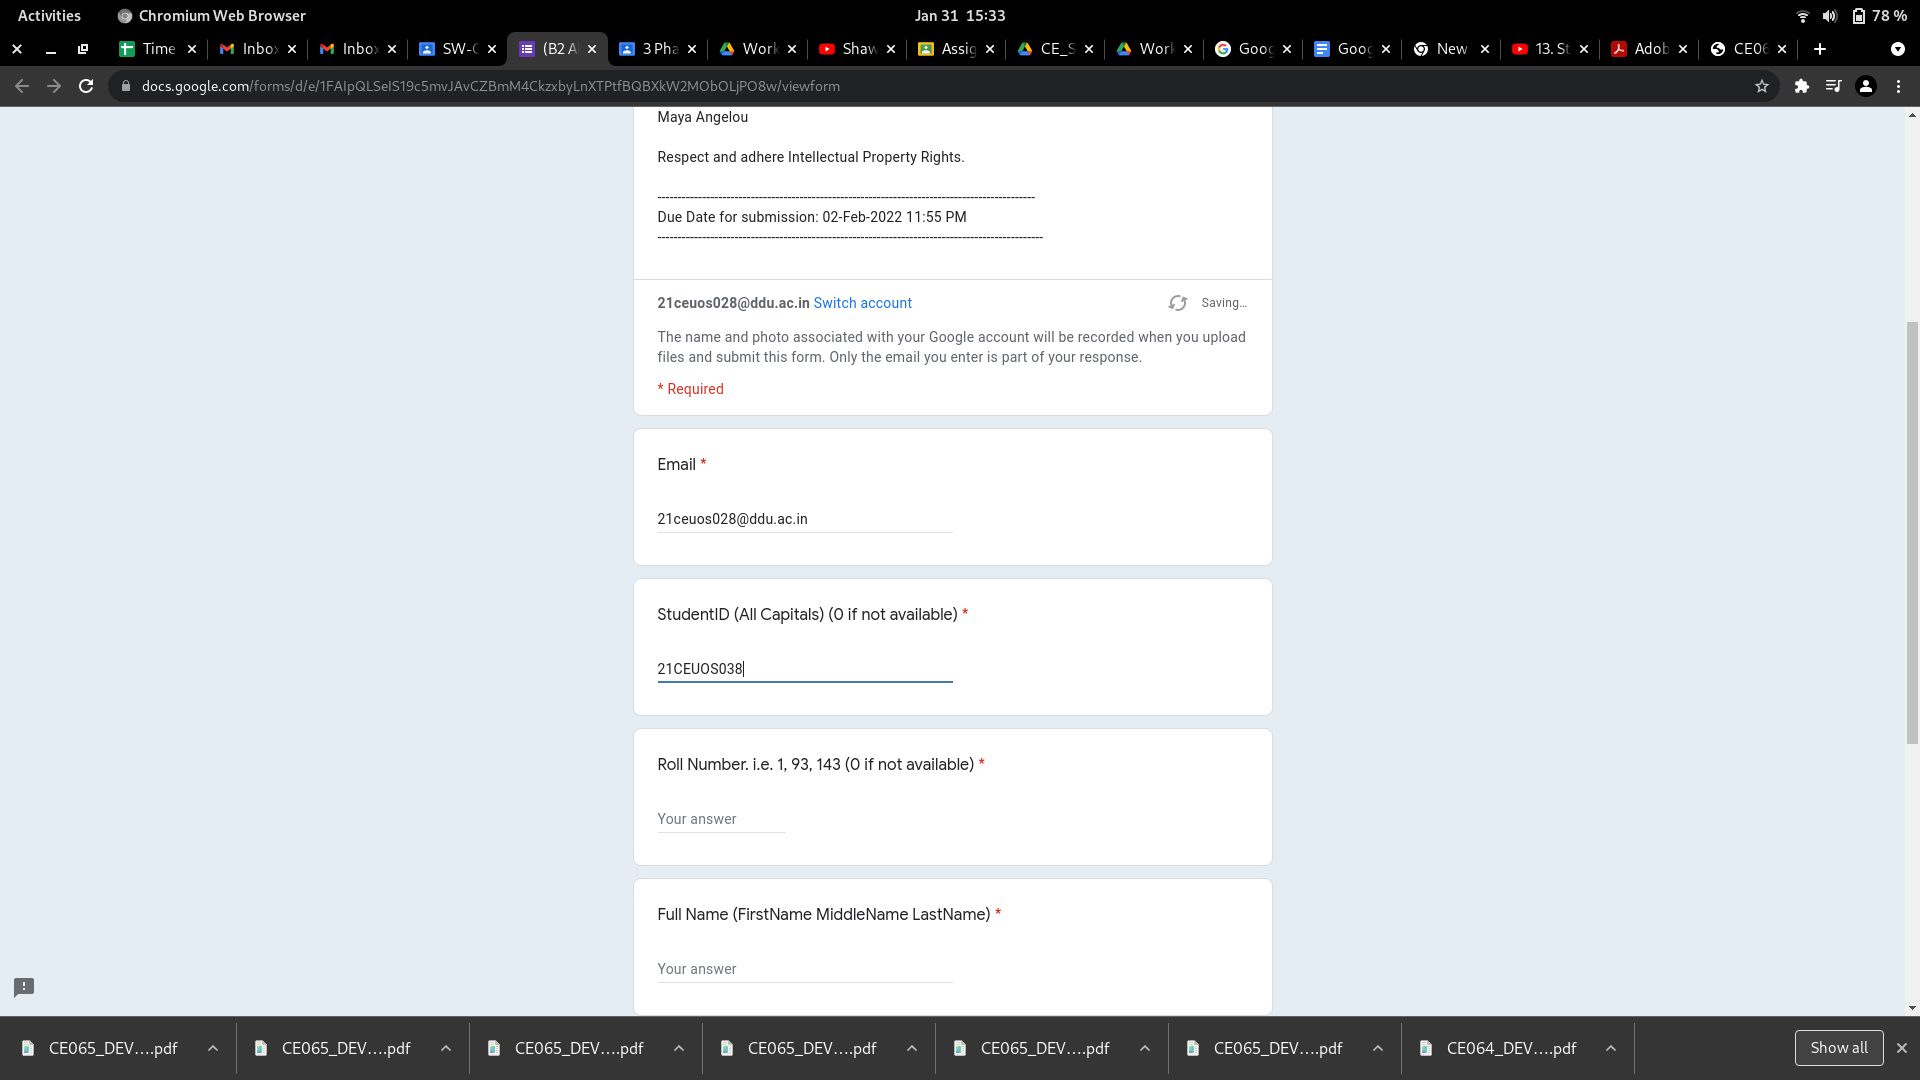 Activities
Chromium Web Browser
Jan 31 15:33
78 %
Time
Inbo
Inbo
SW-C
(B2 A
3 Pha
Work
Shaw
Assig
CE_S
Work
Goog
Goog
New
13. St
Adob
CE06
docs.google.com/forms/d/e/1FAIpQLSeIS19c5mvJAvCZBmM4CkzxbyLnXTPtfBQBXkW2MObOLjPO8w/viewform
Maya Angelou
Respect and adhere Intellectual Property Rights.
----------------------------------------------------------------------------------------------
Due Date for submission: 02-Feb-2022 11:55 PM
------------------------------------------------------------------------------------------------
21ceuos028@ddu.ac.in Switch account
Saving...
The name and photo associated with your Google account will be recorded when you upload
files and submit this form. Only the email you enter is part of your response.
* Required
Email *
21ceuos028@ddu.ac.in
StudentID (All Capitals) (0 if not available) *
21CEUOS038
Roll Number. i.e. 1, 93, 143 (0 if not available) *
Your answer
Full Name (FirstName MiddleName LastName) *
Your answer
CE065_DEV....pdf
CE065_DEV....pdf
CE065_DEV....pdf
CE065_DEV....pdf
CE065_DEV....pdf
CE065_DEV....pdf
CE064_DEV....pdf
Show all